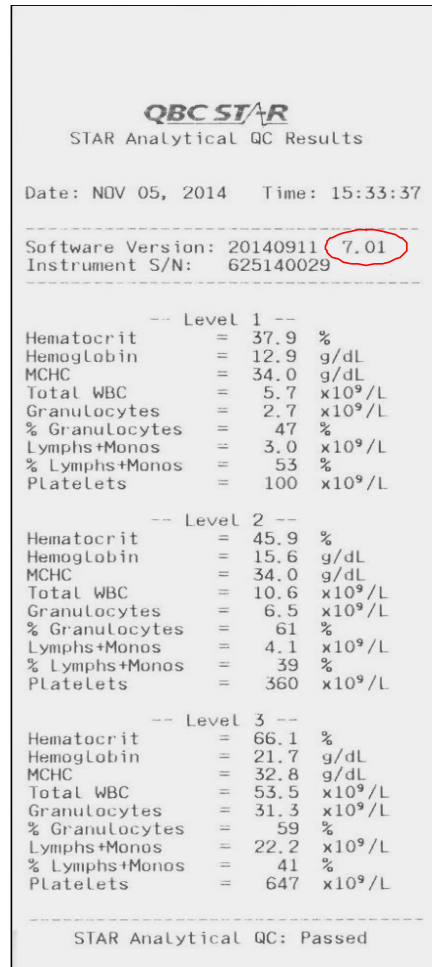 QBC STAR
STAR Analytical QC Results
Date: NOV 05, 2014 Time: 15:33:37
Software Version: 20140911 7.01
Instrument S/N: 625140029
-- Level 1 --
Hematocrit = 37.9 %
Hemoglobin = 12.9 g/dL
MCHC = 34.0 g/dL
Total WBC = 5.7 x10⁹/L
Granulocytes = 2.7 x10⁹/L
% Granulocytes = 47 %
Lymphs+Monos = 3.0 x10⁹/L
% Lymphs+Monos = 53 %
Platelets = 100 x10⁹/L
-- Level 2 --
Hematocrit = 45.9 %
Hemoglobin = 15.6 g/dL
MCHC = 34.0 g/dL
Total WBC = 10.6 x10⁹/L
Granulocytes = 6.5 x10⁹/L
% Granulocytes = 61 %
Lymphs+Monos = 4.1 x10⁹/L
% Lymphs+Monos = 39 %
Platelets = 360 x10⁹/L
-- Level 3 --
Hematocrit = 66.1 %
Hemoglobin = 21.7 g/dL
MCHC = 32.8 g/dL
Total WBC = 53.5 x10⁹/L
Granulocytes = 31.3 x10⁹/L
% Granulocytes = 59 %
Lymphs+Monos = 22.2 x10⁹/L
% Lymphs+Monos = 41 %
Platelets = 647 x10⁹/L
STAR Analytical QC: Passed